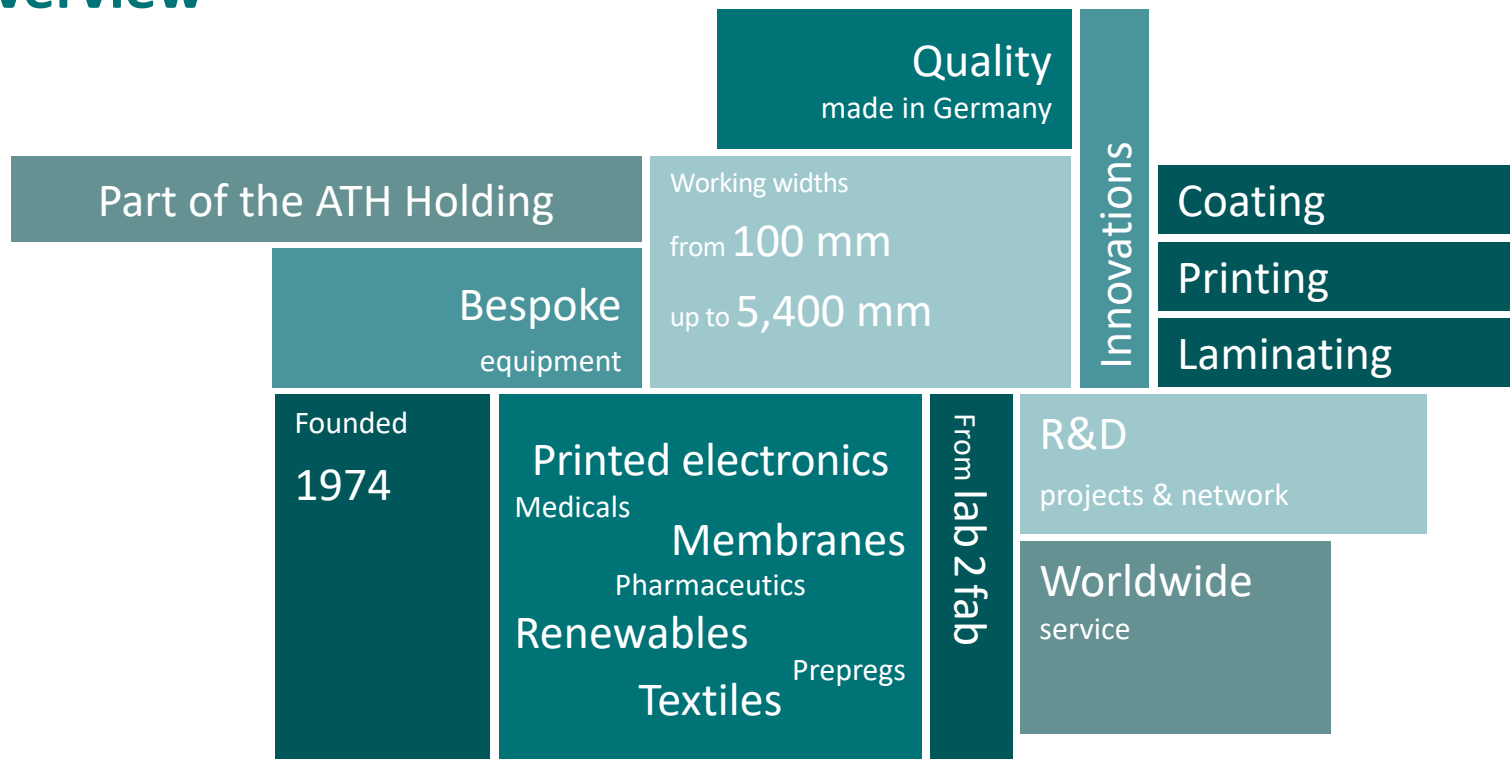 verview
Quality
made in Germany
Innovations
Part of the ATH Holding
Working widths
from 100 mm
up to 5,400 mm
Coating
Printing
Laminating
Bespoke
equipment
Founded
1974
Printed electronics
Medicals
Membranes
Pharmaceutics
Renewables
Prepregs
Textiles
From lab 2 fab
R&D
projects & network
Worldwide
service